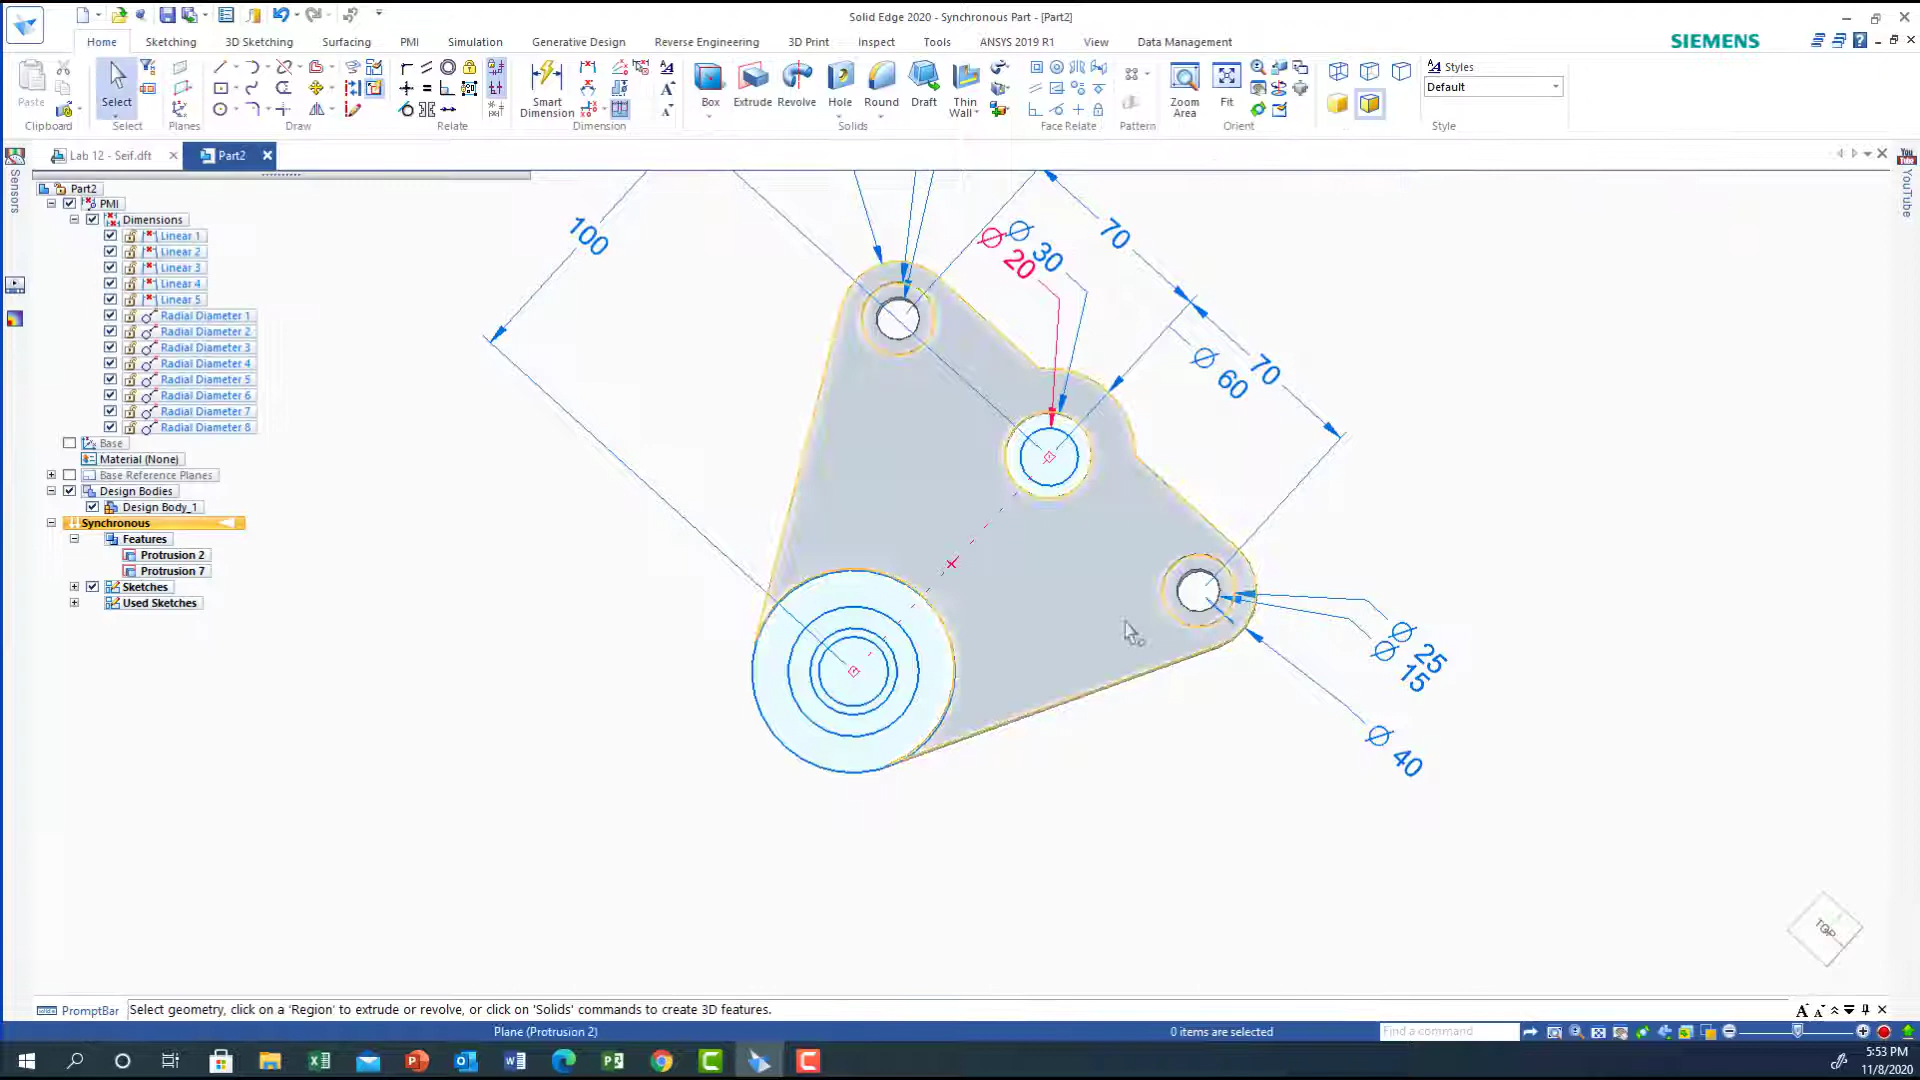 Solid Edge 2020 - Synchronous Part - [Part2]
Home
Sketching
3D Sketching
Surfacing
PMI
Simulation
Generative Design
Reverse Engineering
3D Print
Inspect
Tools
ANSYS 2019 R1
View
Data Management
SIEMENS
Paste
Clipboard
Select
Select
Planes
Draw
Relate
Smart
Dimension
Dimension
Box
Extrude
Revolve
Hole
Round
Draft
Thin
Wall
Solids
Face Relate
Pattern
Zoom
Area
Fit
Orient
Styles
Default
Style
Lab 12 - Seif.dft
Part2
Sensors
YouTube
Part2
PMI
Dimensions
Linear 1
Linear 2
Linear 3
Linear 4
Linear 5
Radial Diameter 1
Radial Diameter 2
Radial Diameter 3
Radial Diameter 4
Radial Diameter 5
Radial Diameter 6
Radial Diameter 7
Radial Diameter 8
Base
Material (None)
Base Reference Planes
Design Bodies
Design Body_1
Synchronous
Features
Protrusion 2
Protrusion 7
Sketches
Used Sketches
100
70
Ø 30
Ø 20
70
Ø 60
Ø 25
Ø 15
Ø 40
TOP
PromptBar
Select geometry, click on a 'Region' to extrude or revolve, or click on 'Solids' commands to create 3D features.
Plane (Protrusion 2)
0 items are selected
Find a command
5:53 PM
11/8/2020